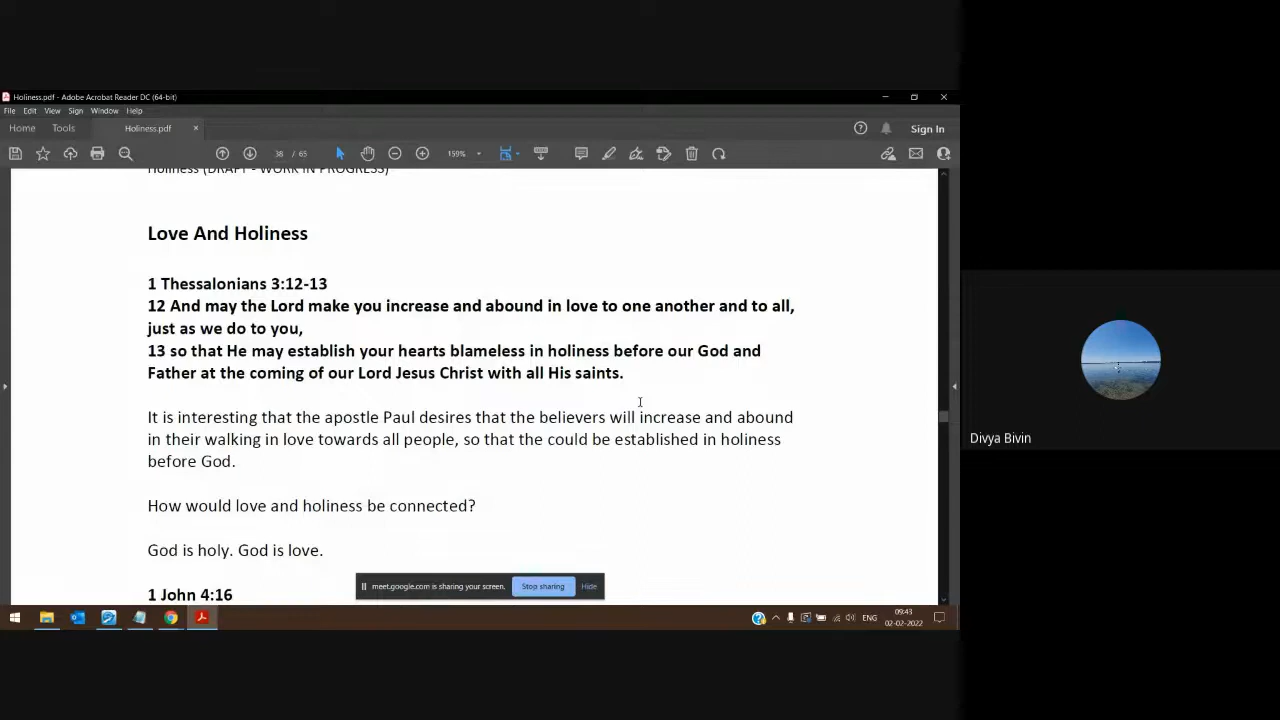 Holiness.pdf - Adobe Acrobat Reader DC (64-bit)
File Edit View Sign Window Help
Home Tools Holiness.pdf × Sign In
38 / 65 159%
Holiness (DRAFT - WORK IN PROGRESS)
Love And Holiness
1 Thessalonians 3:12-13
12 And may the Lord make you increase and abound in love to one another and to all,
just as we do to you,
13 so that He may establish your hearts blameless in holiness before our God and
Father at the coming of our Lord Jesus Christ with all His saints.
It is interesting that the apostle Paul desires that the believers will increase and abound
in their walking in love towards all people, so that the could be established in holiness
before God.
How would love and holiness be connected?
God is holy. God is love.
meet.google.com is sharing your screen. Stop sharing Hide
1 John 4:16
ENG 09:43
02-02-2022
Divya Bivin